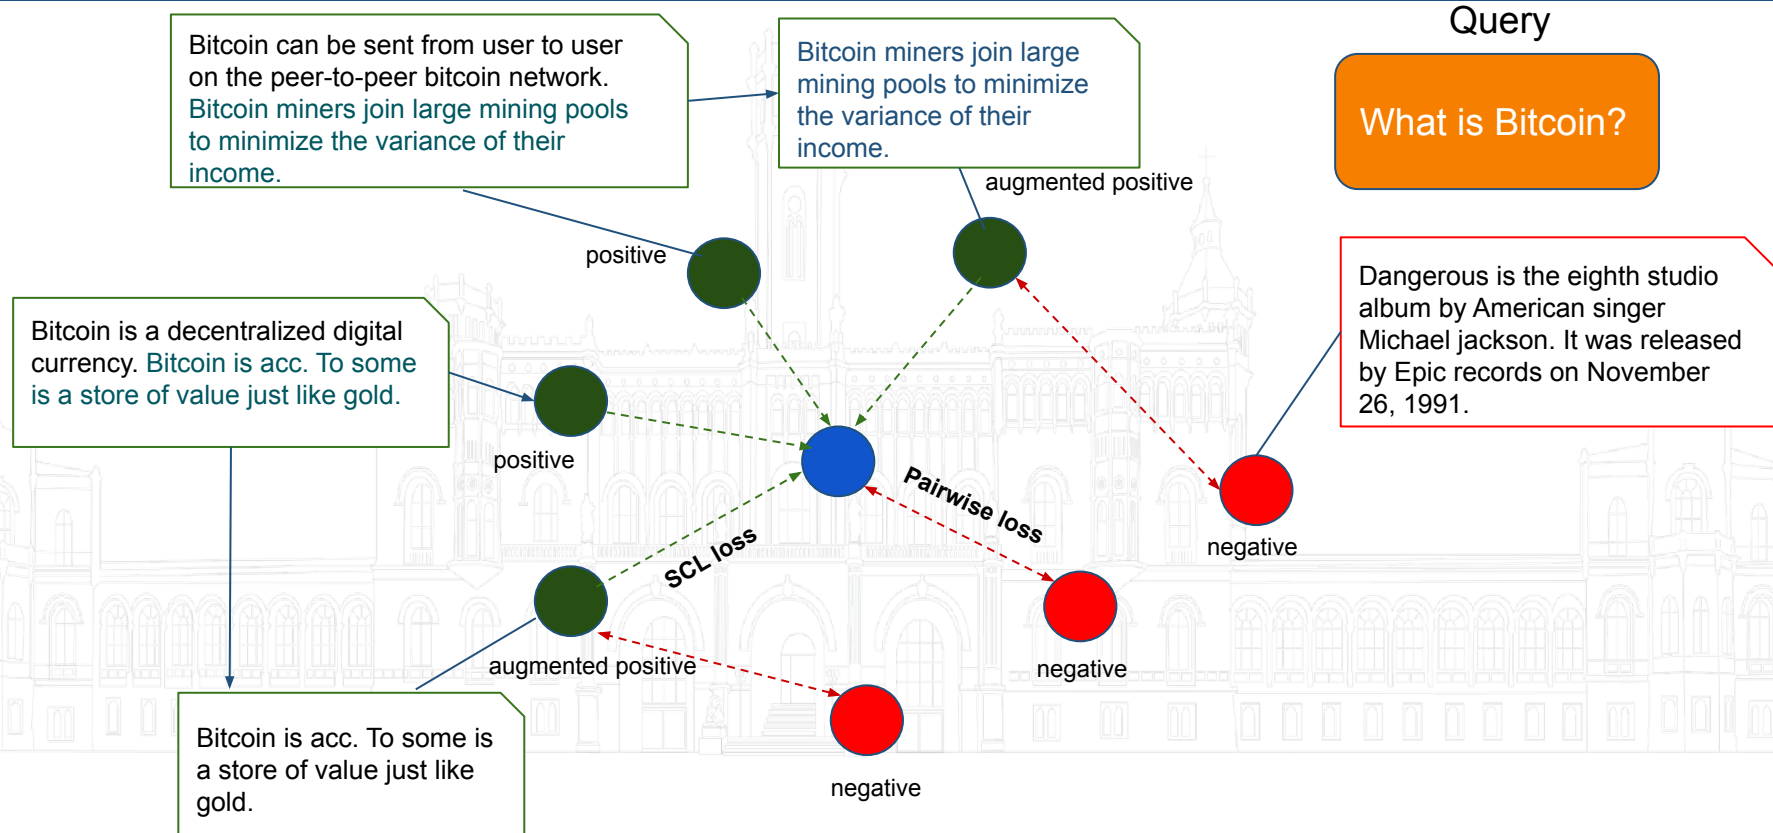 Query
Bitcoin can be sent from user to user
on the peer-to-peer bitcoin network.
Bitcoin miners join large mining pools
to minimize the variance of their
income.
Bitcoin miners join large
mining pools to minimize
the variance of their
income.
What is Bitcoin?
augmented positive
positive
Dangerous is the eighth studio
album by American singer
Michael jackson. It was released
by Epic records on November
26, 1991.
Bitcoin is a decentralized digital
currency. Bitcoin is acc. To some
is a store of value just like gold.
positive
Pairwise loss
SCL loss
negative
augmented positive
negative
Bitcoin is acc. To some is
a store of value just like
gold.
negative